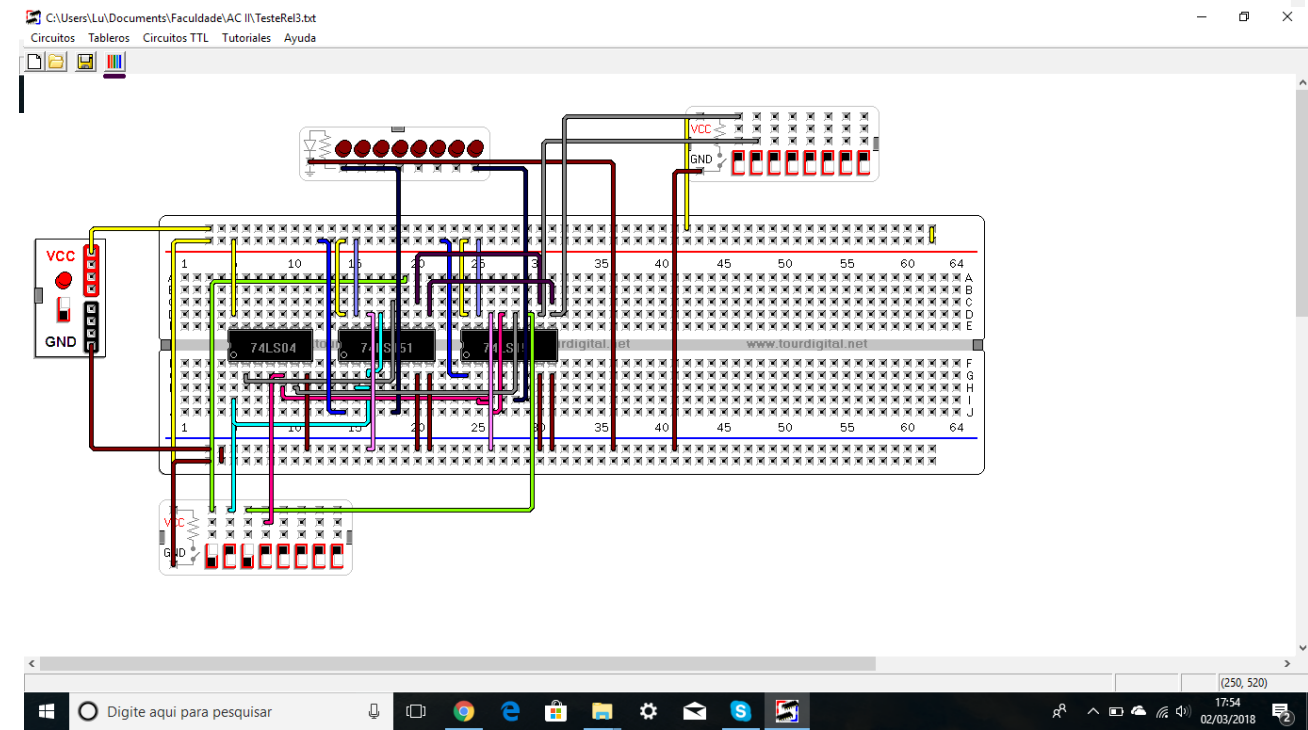 C:\Users\Lu\Documents\Faculdade\AC II\TesteRel3.txt
Circuitos Tableros Circuitos TTL Tutoriales Ayuda
VCC
GND
VCC
GND
1 10 15 20 25 35 40 45 50 55 60 64
A
B
C
D
E
74LS04
www.tourdigital.net
F
G
H
I
J
1 10 15 20 25 30 35 40 45 50 55 60 64
VCC
GND
(250, 520)
Digite aqui para pesquisar
17:54
02/03/2018
2